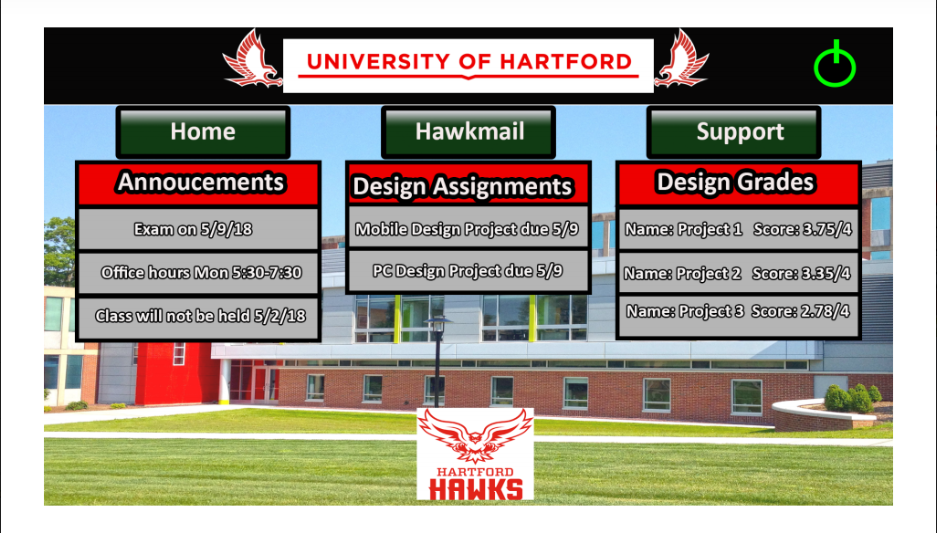 UNIVERSITY OF HARTFORD
Home
Hawkmail
Support
Annoucements
Exam on 5/9/18
Office hours Mon 5:30-7:30
Class will not be held 5/2/18
Design Assignments
Mobile Design Project due 5/9
PC Design Project due 5/9
Design Grades
Name: Project 1 Score: 3.75/4
Name: Project 2 Score: 3.35/4
Name: Project 3 Score: 2.78/4
HARTFORD
HAWKS